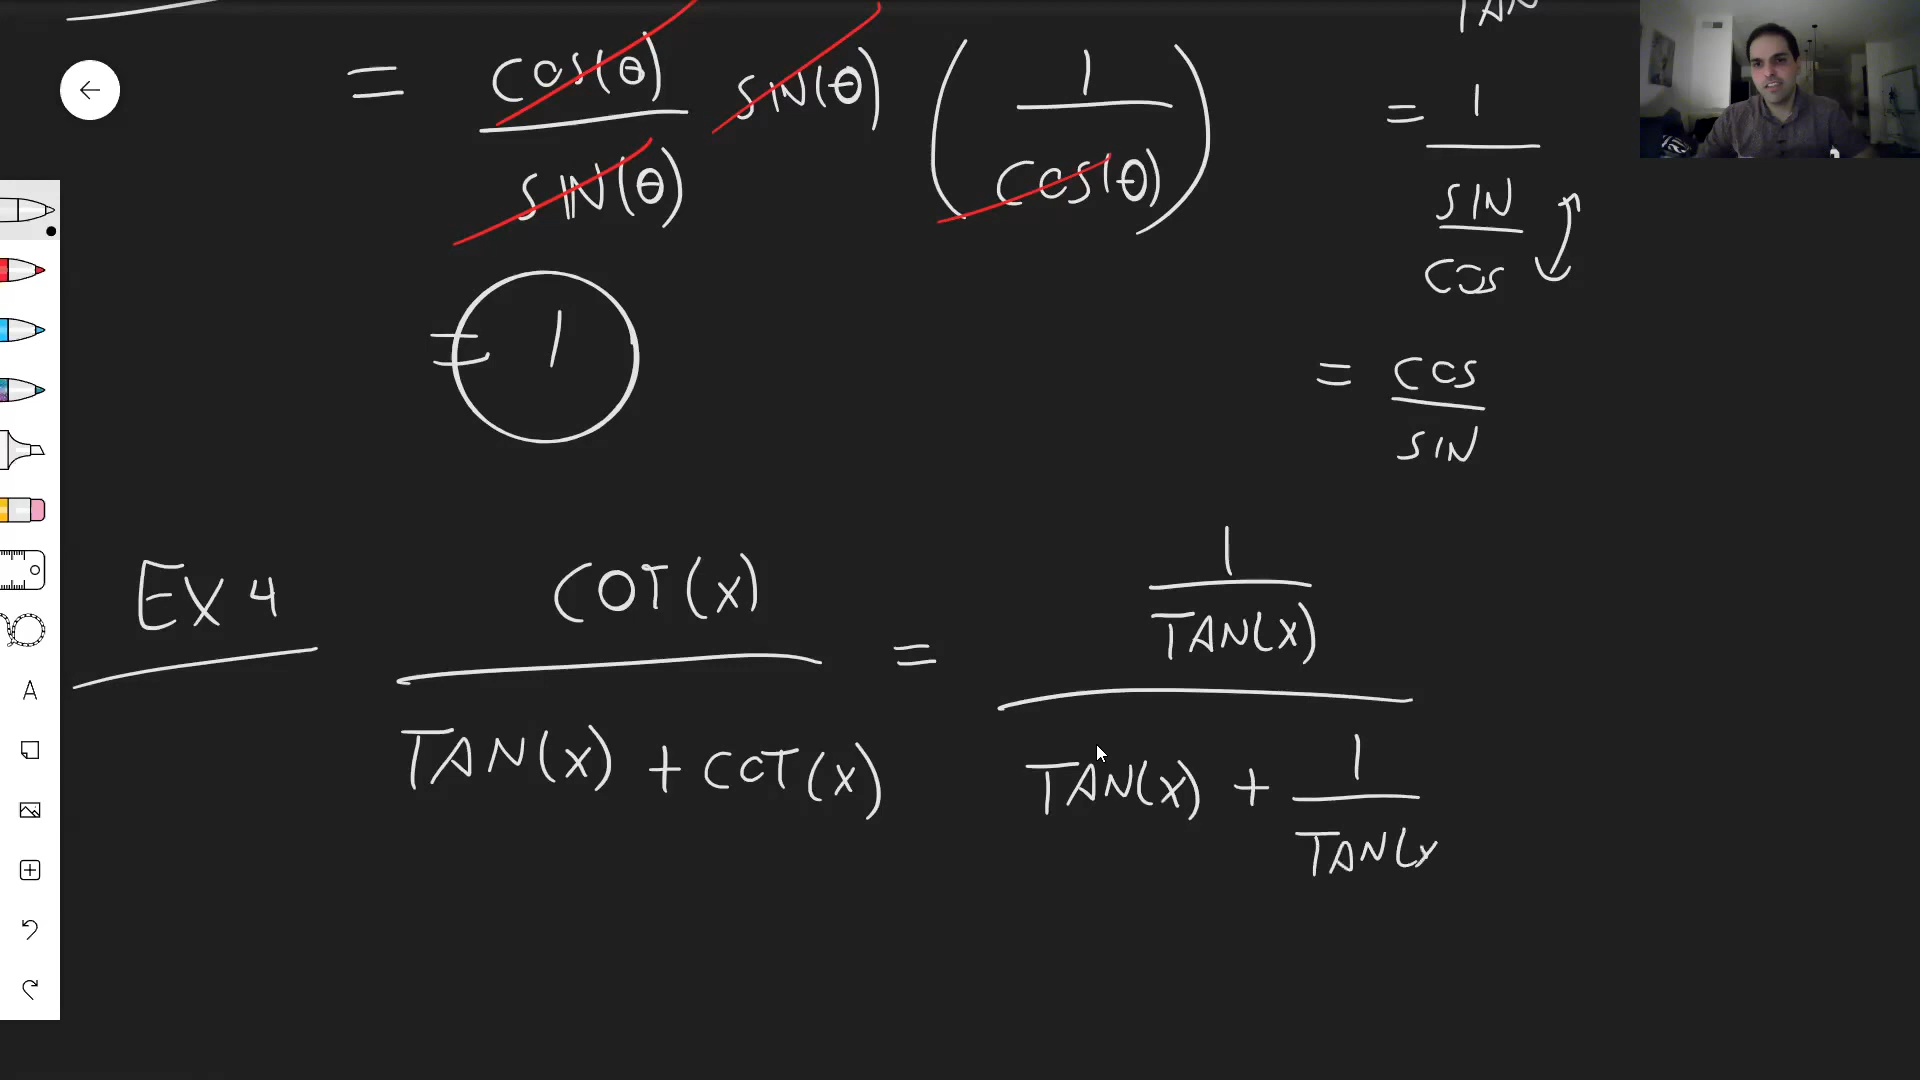 TAN
= cos(θ) sin(θ) ( 1
sin(θ) cos(θ) )
= 1
= 1
sin
cos
= cos
sin
Ex 4
COT(x) = 1
TAN(x)
TAN(x) + COT(x) TAN(x) + 1
TAN(x
A